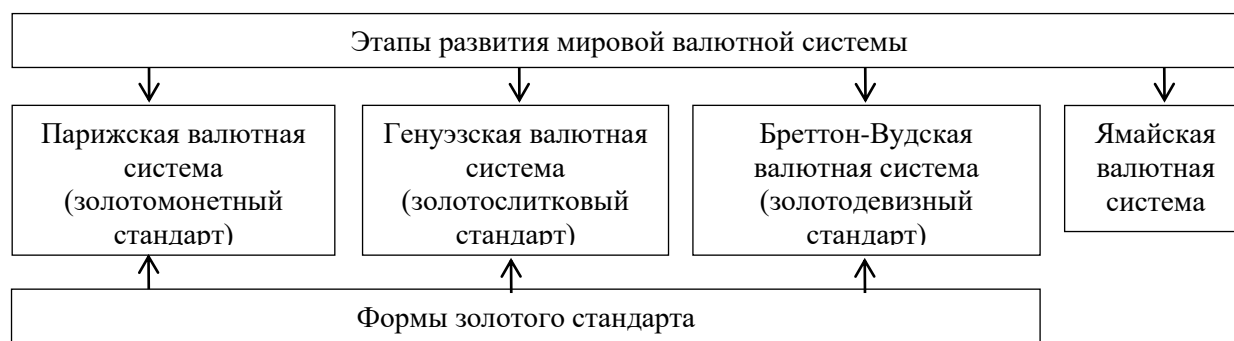 Этапы развития мировой валютной системы
Парижская валютная
система
(золотомонетный
стандарт)
Генуэзская валютная
система
(золотослитковый
стандарт)
Бреттон-Вудская
валютная система
(золотодевизный
стандарт)
Ямайская
валютная
система
Формы золотого стандарта